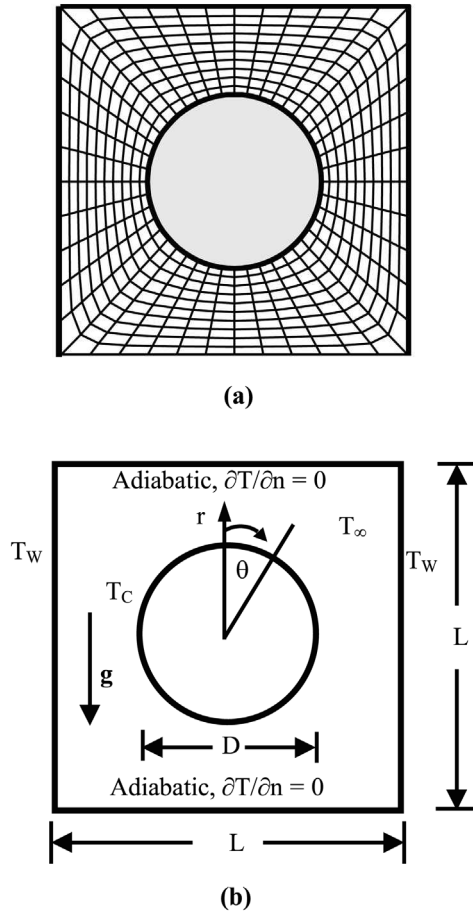 (a)
Adiabatic, ∂T/∂n = 0
r
T∞
TW
θ
TW
TC
L
g
D
Adiabatic, ∂T/∂n = 0
L
(b)